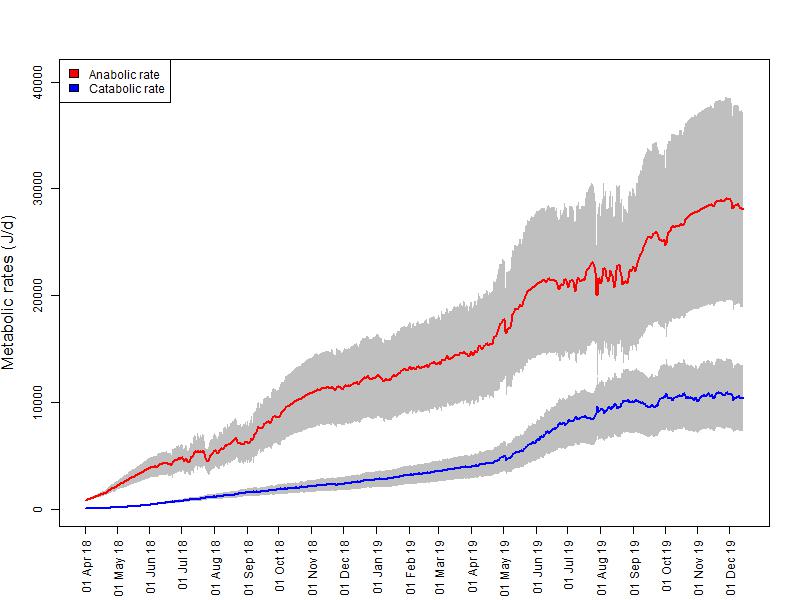 Anabolic rate
Catabolic rate
Metabolic rates (J/d)
40000
30000
20000
10000
0
01 Apr 18
01 May 18
01 Jun 18
01 Jul 18
01 Aug 18
01 Sep 18
01 Oct 18
01 Nov 18
01 Dec 18
01 Jan 19
01 Feb 19
01 Mar 19
01 Apr 19
01 May 19
01 Jun 19
01 Jul 19
01 Aug 19
01 Sep 19
01 Oct 19
01 Nov 19
01 Dec 19